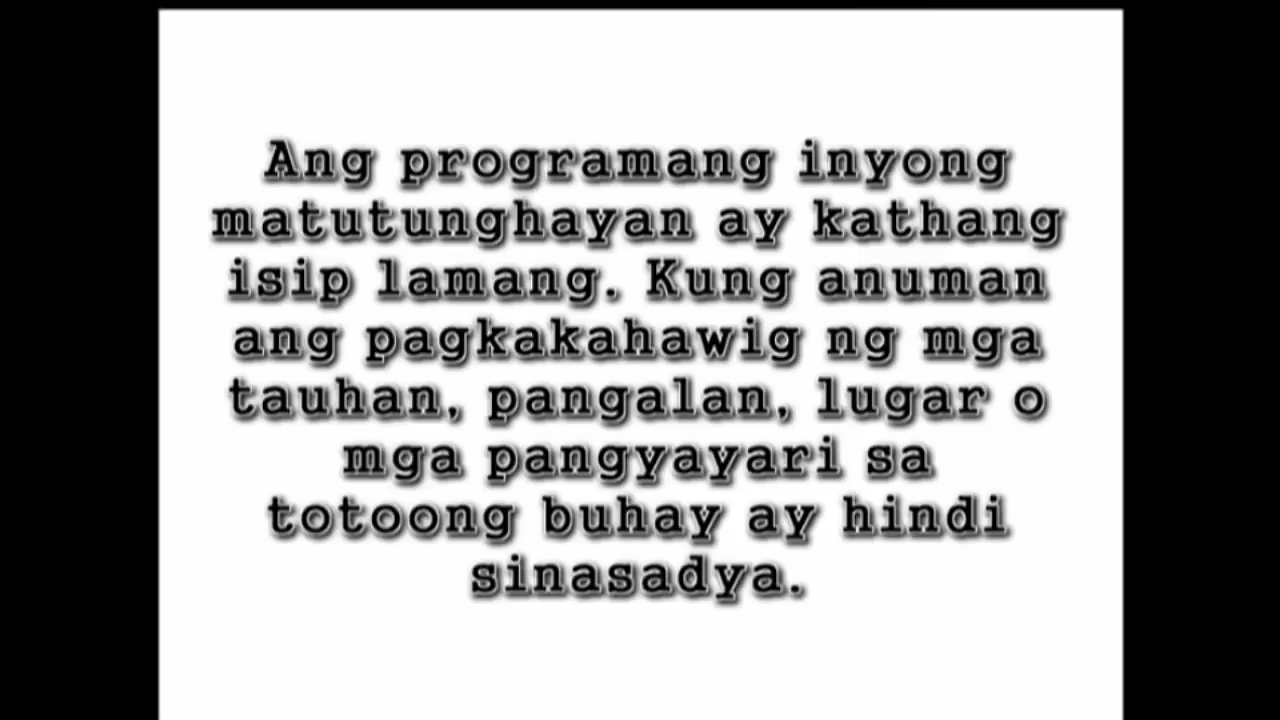 Ang programang inyong
matutunghayan ay kathang
isip lamang. Kung anuman
ang pagkakahawig ng mga
tauhan, pangalan, lugar o
mga pangyayari sa
totoong buhay ay hindi
sinasadya.